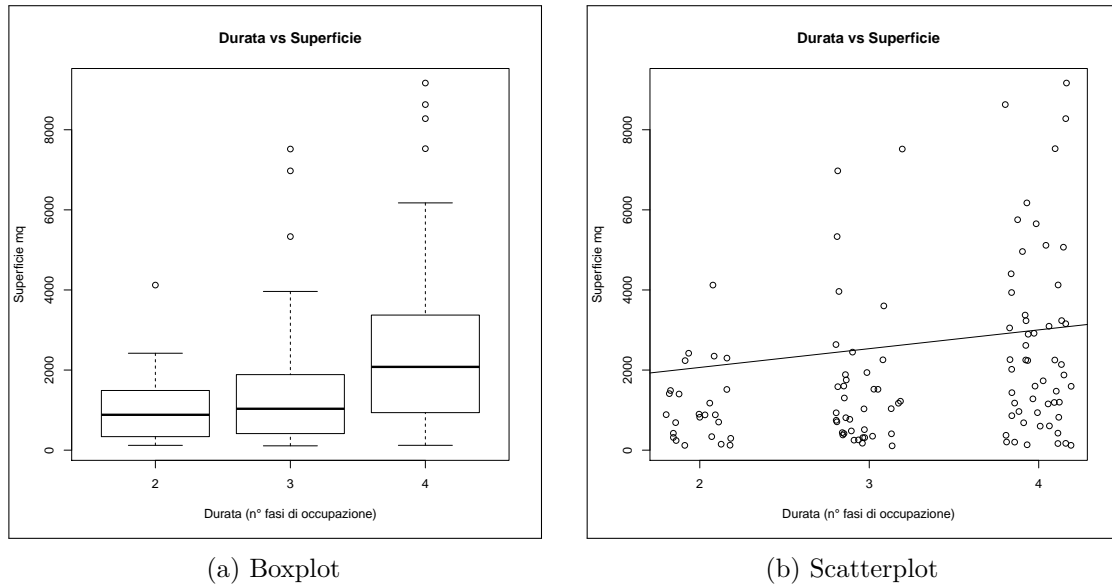 Durata vs Superficie
Superficie mq
0
2000
4000
6000
8000
2
3
4
Durata (n° fasi di occupazione)
(a) Boxplot
Durata vs Superficie
Superficie mq
0
2000
4000
6000
8000
2
3
4
Durata (n° fasi di occupazione)
(b) Scatterplot